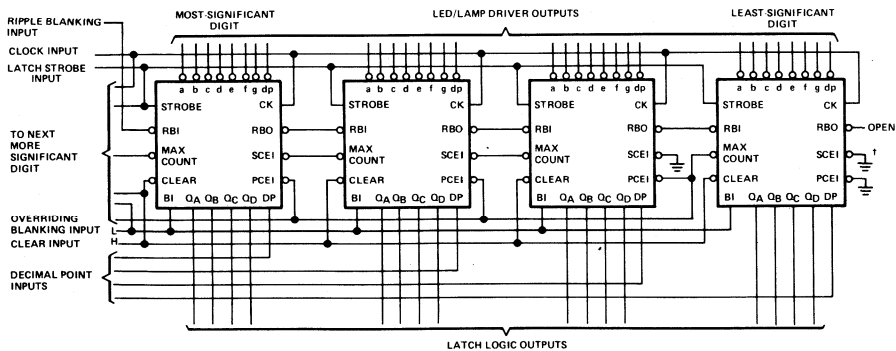 RIPPLE BLANKING
INPUT
MOST-SIGNIFICANT
DIGIT
LED/LAMP DRIVER OUTPUTS
LEAST-SIGNIFICANT
DIGIT
CLOCK INPUT
LATCH STROBE
INPUT
a b c d e f g dp
a b c d e f g dp
a b c d e f g dp
a b c d e f g dp
STROBE CK
STROBE CK
STROBE CK
STROBE CK
RBI RBO
RBI RBO
RBI RBO
RBI RBO OPEN
TO NEXT
MORE
SIGNIFICANT
DIGIT
MAX
COUNT SCEI
MAX
COUNT SCEI
MAX
COUNT SCEI
MAX
COUNT SCEI †
CLEAR PCEI
CLEAR PCEI
CLEAR PCEI
CLEAR PCEI
BI QA QB QC QD DP
BI QA QB QC QD DP
BI QA QB QC QD DP
BI QA QB QC QD DP
OVERRIDING
BLANKING INPUT L
CLEAR INPUT H
DECIMAL POINT
INPUTS
LATCH LOGIC OUTPUTS